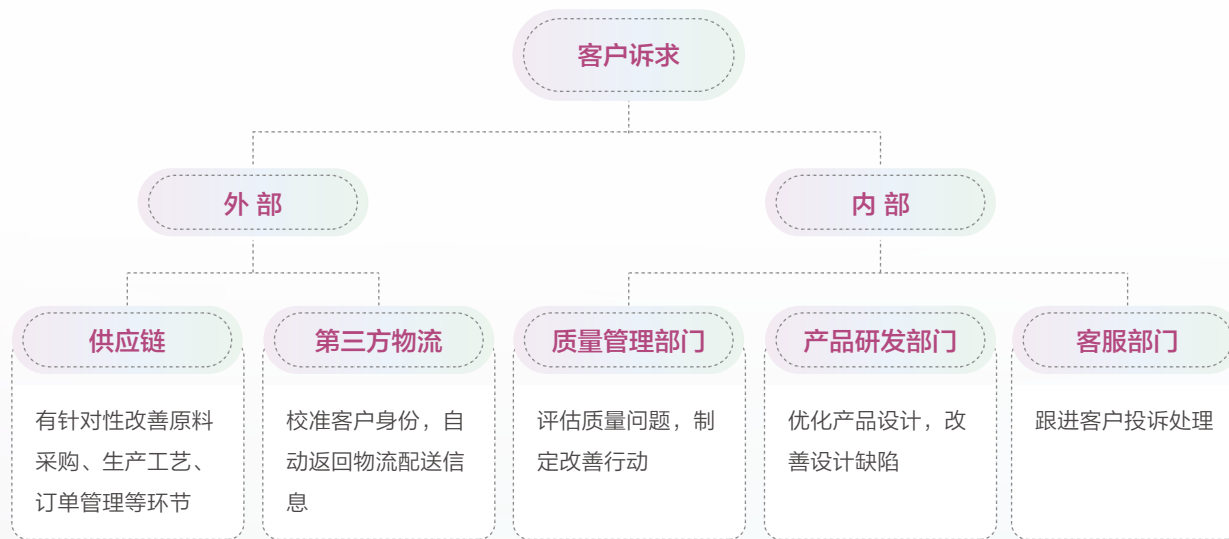 客户诉求
外 部
内 部
供应链
第三方物流
质量管理部门
产品研发部门
客服部门
有针对性改善原料
采购、生产工艺、
订单管理等环节
校准客户身份，自
动返回物流配送信
息
评估质量问题，制
定改善行动
优化产品设计，改
善设计缺陷
跟进客户投诉处理